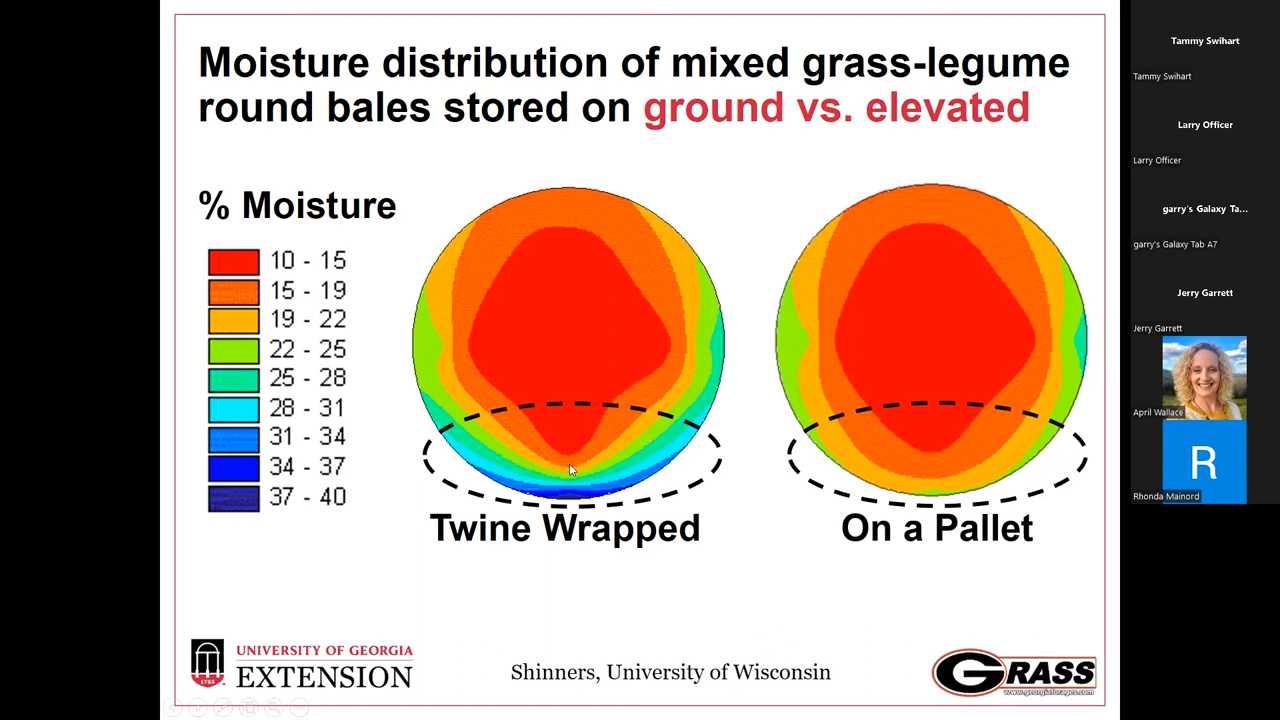 Moisture distribution of mixed grass-legume
round bales stored on ground vs. elevated
% Moisture
10 - 15
15 - 19
19 - 22
22 - 25
25 - 28
28 - 31
31 - 34
34 - 37
37 - 40
Twine Wrapped
On a Pallet
1785
UNIVERSITY OF GEORGIA
EXTENSION
Shinners, University of Wisconsin
GRASS
www.georgiaforages.com
Tammy Swihart
Tammy Swihart
Larry Officer
Larry Officer
garry's Galaxy Ta...
garry's Galaxy Tab A7
Jerry Garrett
Jerry Garrett
April Wallace
R
Rhonda Mainord